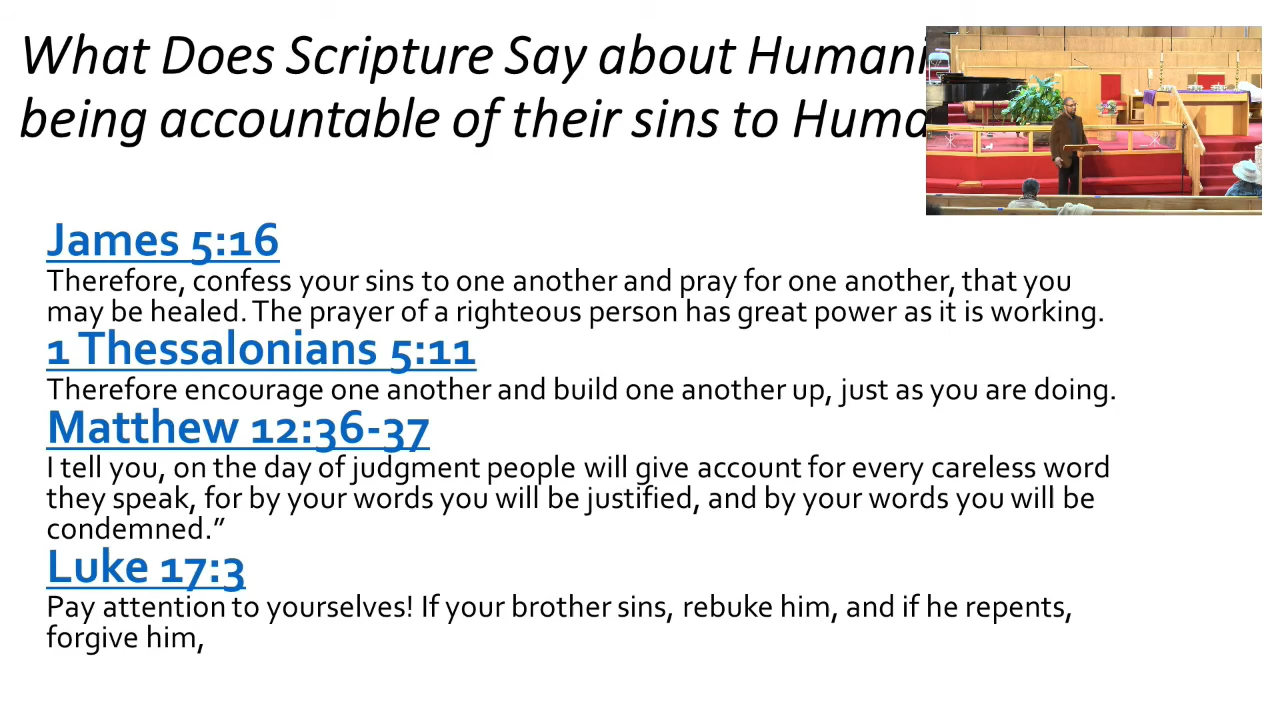 What Does Scripture Say about
being accountable of their sins to
James 5:16
Therefore, confess your sins to one another and pray for one another, that you
may be healed. The prayer of a righteous person has great power as it is working.
1 Thessalonians 5:11
Therefore encourage one another and build one another up, just as you are doing.
Matthew 12:36-37
I tell you, on the day of judgment people will give account for every careless word
they speak, for by your words you will be justified, and by your words you will be
condemned.”
Luke 17:3
Pay attention to yourselves! If your brother sins, rebuke him, and if he repents,
forgive him,